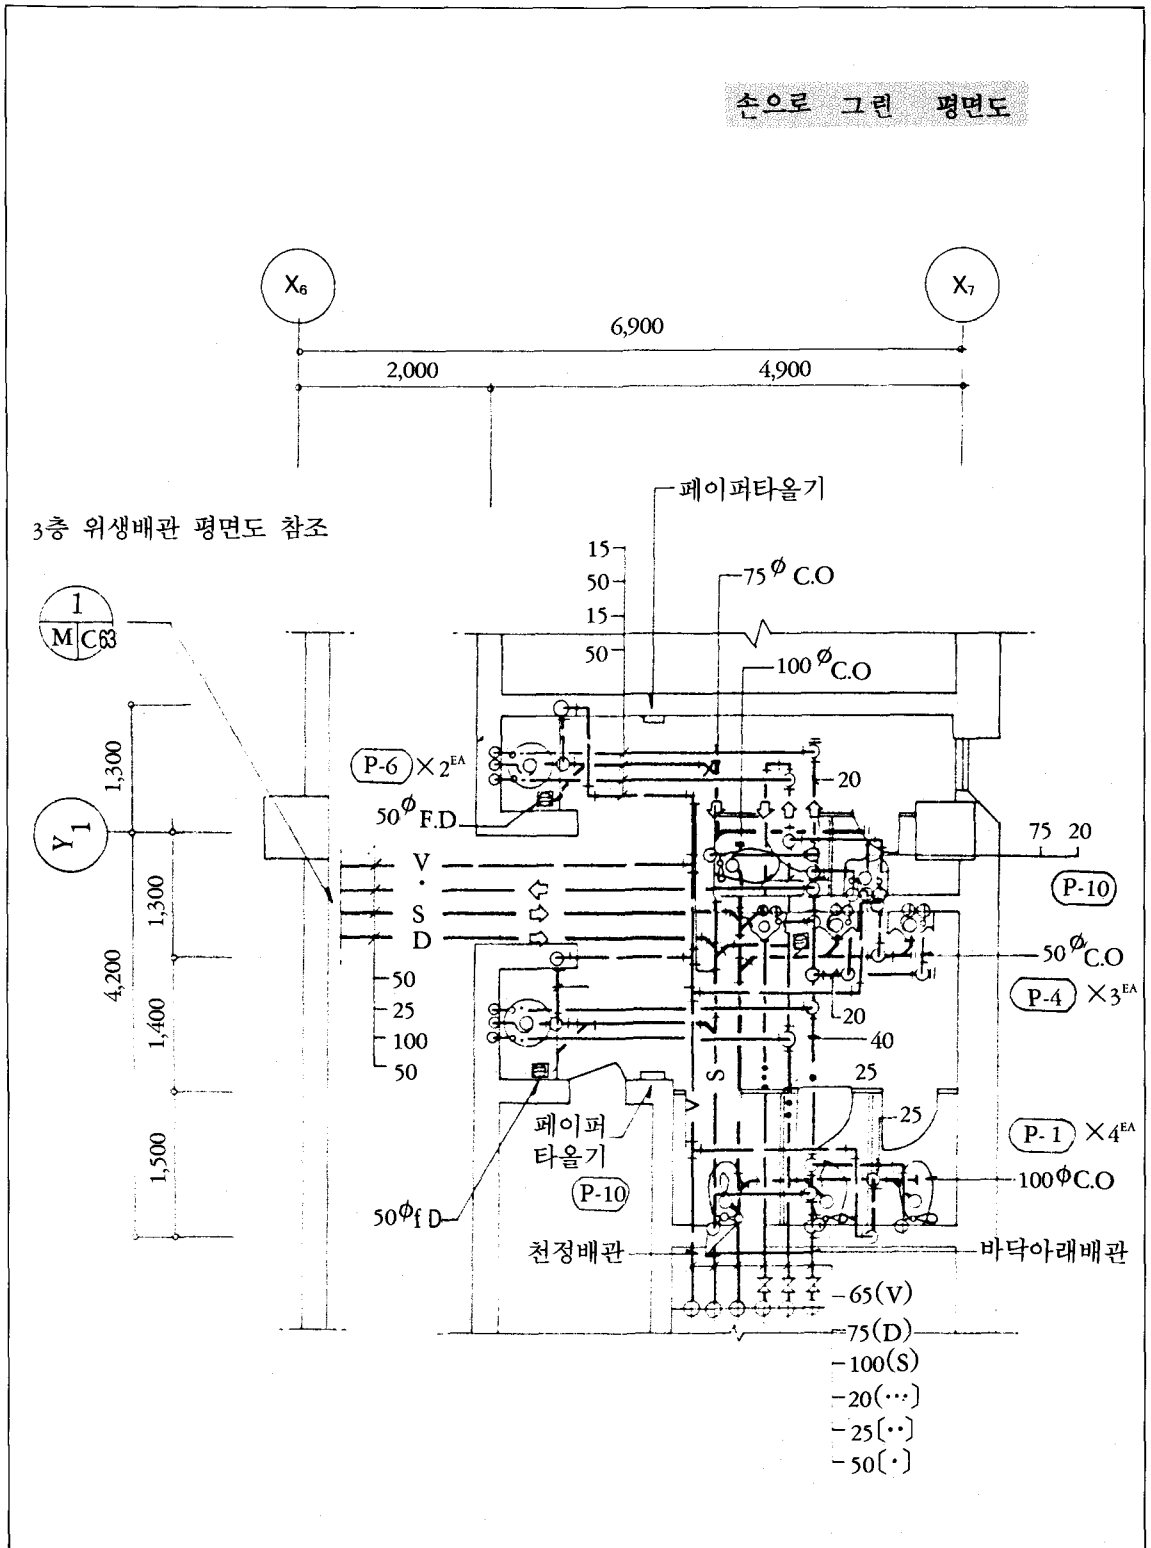 손으로 그린 평면도
X₆
X₇
6,900
2,000
4,900
페이퍼타올기
3층 위생배관 평면도 참조
15
50
15
50
75ϕ C.O
100ϕ C.O
1
M C63
1,300
P-6 ×2EA
20
50ϕ F.D
Y₁
75 20
V
·
S
D
P-10
1,300
4,200
50ϕ C.O
P-4 ×3EA
50
25
100
50
20
40
1,400
S
25
V
페이퍼
타올기
25
P-1 ×4EA
1,500
P-10
100ϕ C.O
50ϕ f D
천정배관
바닥아래배관
65(V)
75(D)
100(S)
20(···]
25[··]
50[·]